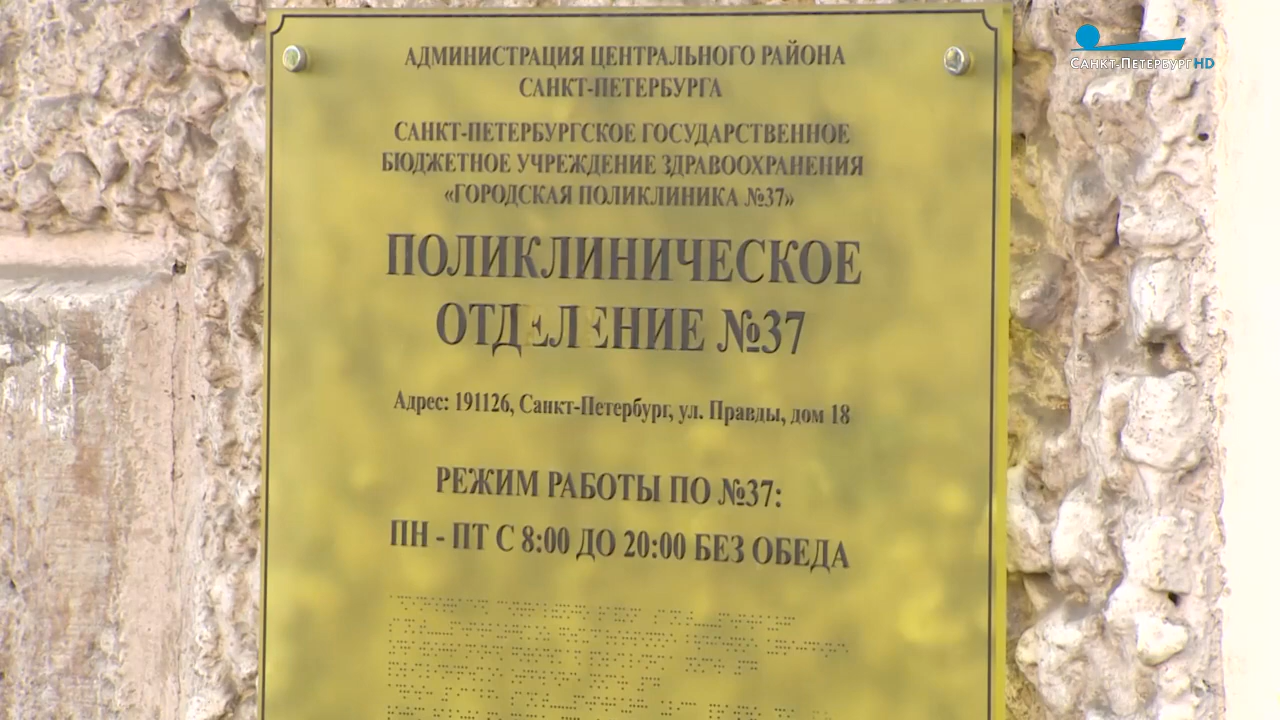 АДМИНИСТРАЦИЯ ЦЕНТРАЛЬНОГО РАЙОНА
САНКТ-ПЕТЕРБУРГА
САНКТ-ПЕТЕРБУРГ HD
САНКТ-ПЕТЕРБУРГСКОЕ ГОСУДАРСТВЕННОЕ
БЮДЖЕТНОЕ УЧРЕЖДЕНИЕ ЗДРАВООХРАНЕНИЯ
«ГОРОДСКАЯ ПОЛИКЛИНИКА №37»
ПОЛИКЛИНИЧЕСКОЕ
ОТДЕЛЕНИЕ №37
Адрес: 191126, Санкт-Петербург, ул. Правды, дом 18
РЕЖИМ РАБОТЫ ПО №37:
ПН - ПТ С 8:00 ДО 20:00 БЕЗ ОБЕДА